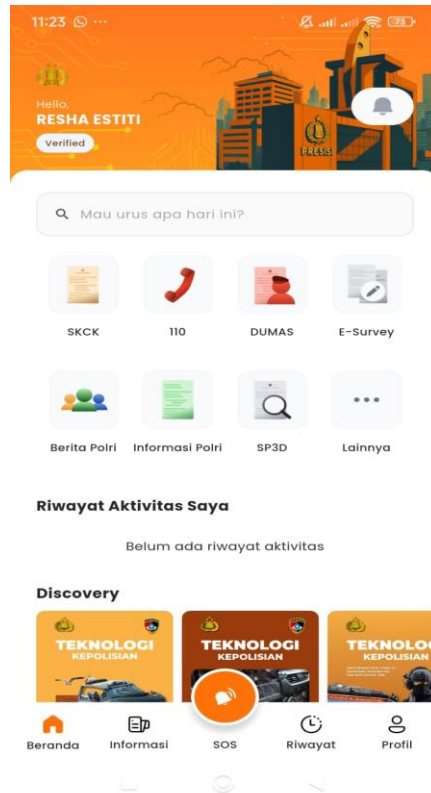 11:23
73
Hello,
RESHA ESTITI
Verified
PRESISI
Mau urus apa hari ini?
SKCK
110
DUMAS
E-Survey
Berita Polri
Informasi Polri
SP3D
Lainnya
Riwayat Aktivitas Saya
Belum ada riwayat aktivitas
Discovery
TEKNOLOGI
KEPOLISIAN
TEKNOLOGI
KEPOLISIAN
TEKNOLO
KEPOLISIAN
Beranda
Informasi
SOS
Riwayat
Profil